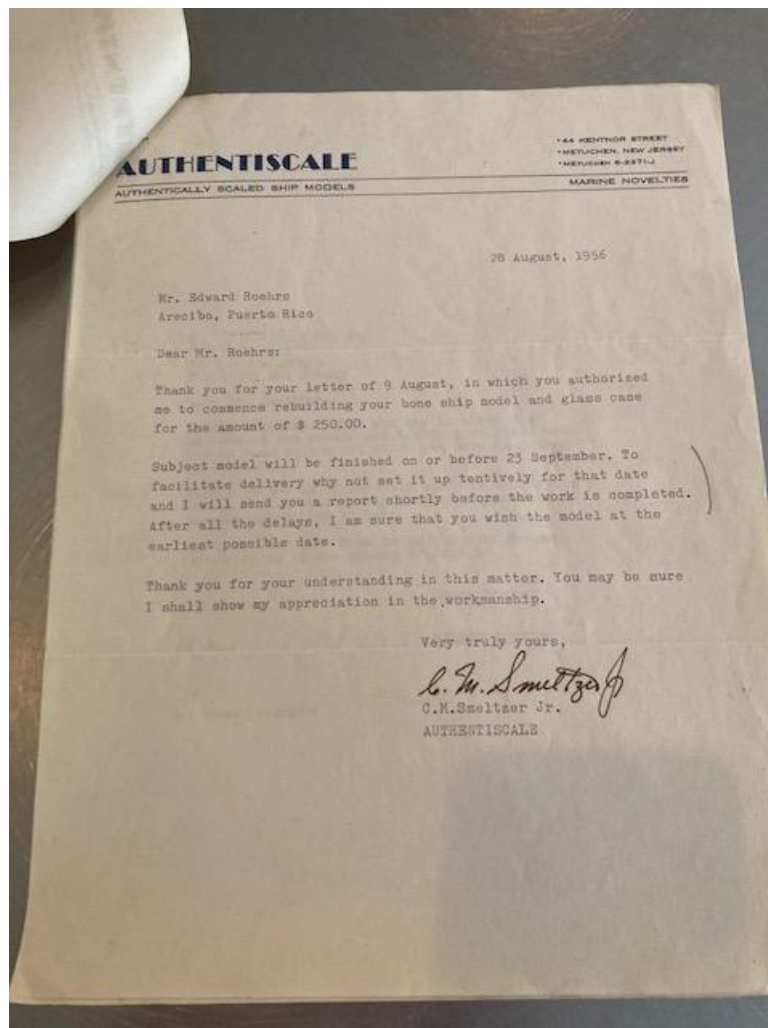 AUTHENTISCALE
AUTHENTICALLY SCALED SHIP MODELS
• 44 KENTNOR STREET
• METUCHEN, NEW JERSEY
• METUCHEN 6-2371-J
MARINE NOVELTIES
28 August, 1956
Mr. Edward Roehrs
Arecibo, Puerto Rico
Dear Mr. Roehrs:
Thank you for your letter of 9 August, in which you authorized
me to commence rebuilding your bone ship model and glass case
for the amount of $ 250.00.
Subject model will be finished on or before 23 September. To
facilitate delivery why not set it up tentively for that date
and I will send you a report shortly before the work is completed.
After all the delays, I am sure that you wish the model at the
earliest possible date.
Thank you for your understanding in this matter. You may be sure
I shall show my appreciation in the workmanship.
Very truly yours,
C. M. Smeltzer Jr
C.M.Smeltzer Jr.
AUTHENTISCALE